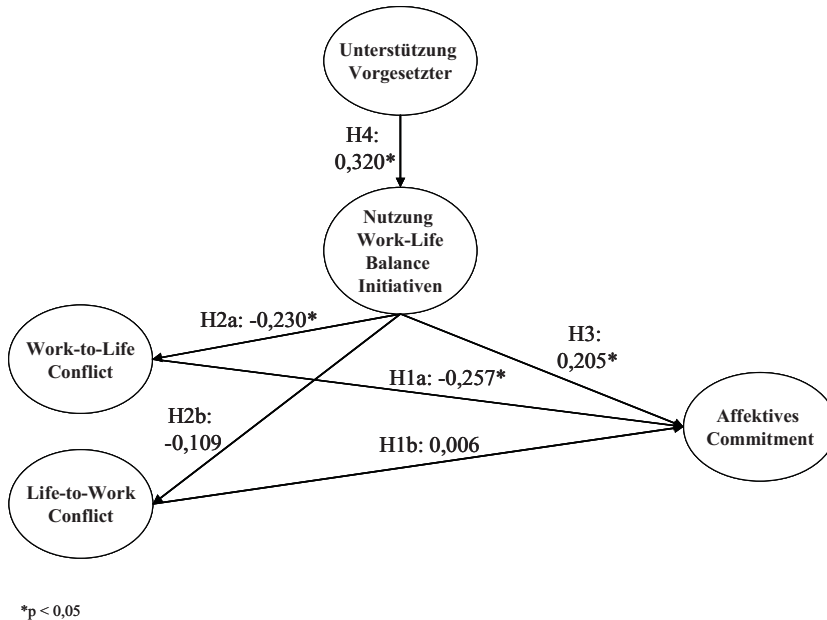 Unterstützung
Vorgesetzter
H4:
0,320*
Nutzung
Work-Life
Balance
Initiativen
H2a: -0,230*
H3:
0,205*
Work-to-Life
Conflict
H1a: -0,257*
H2b:
-0,109
Affektives
Commitment
H1b: 0,006
Life-to-Work
Conflict
*p < 0,05